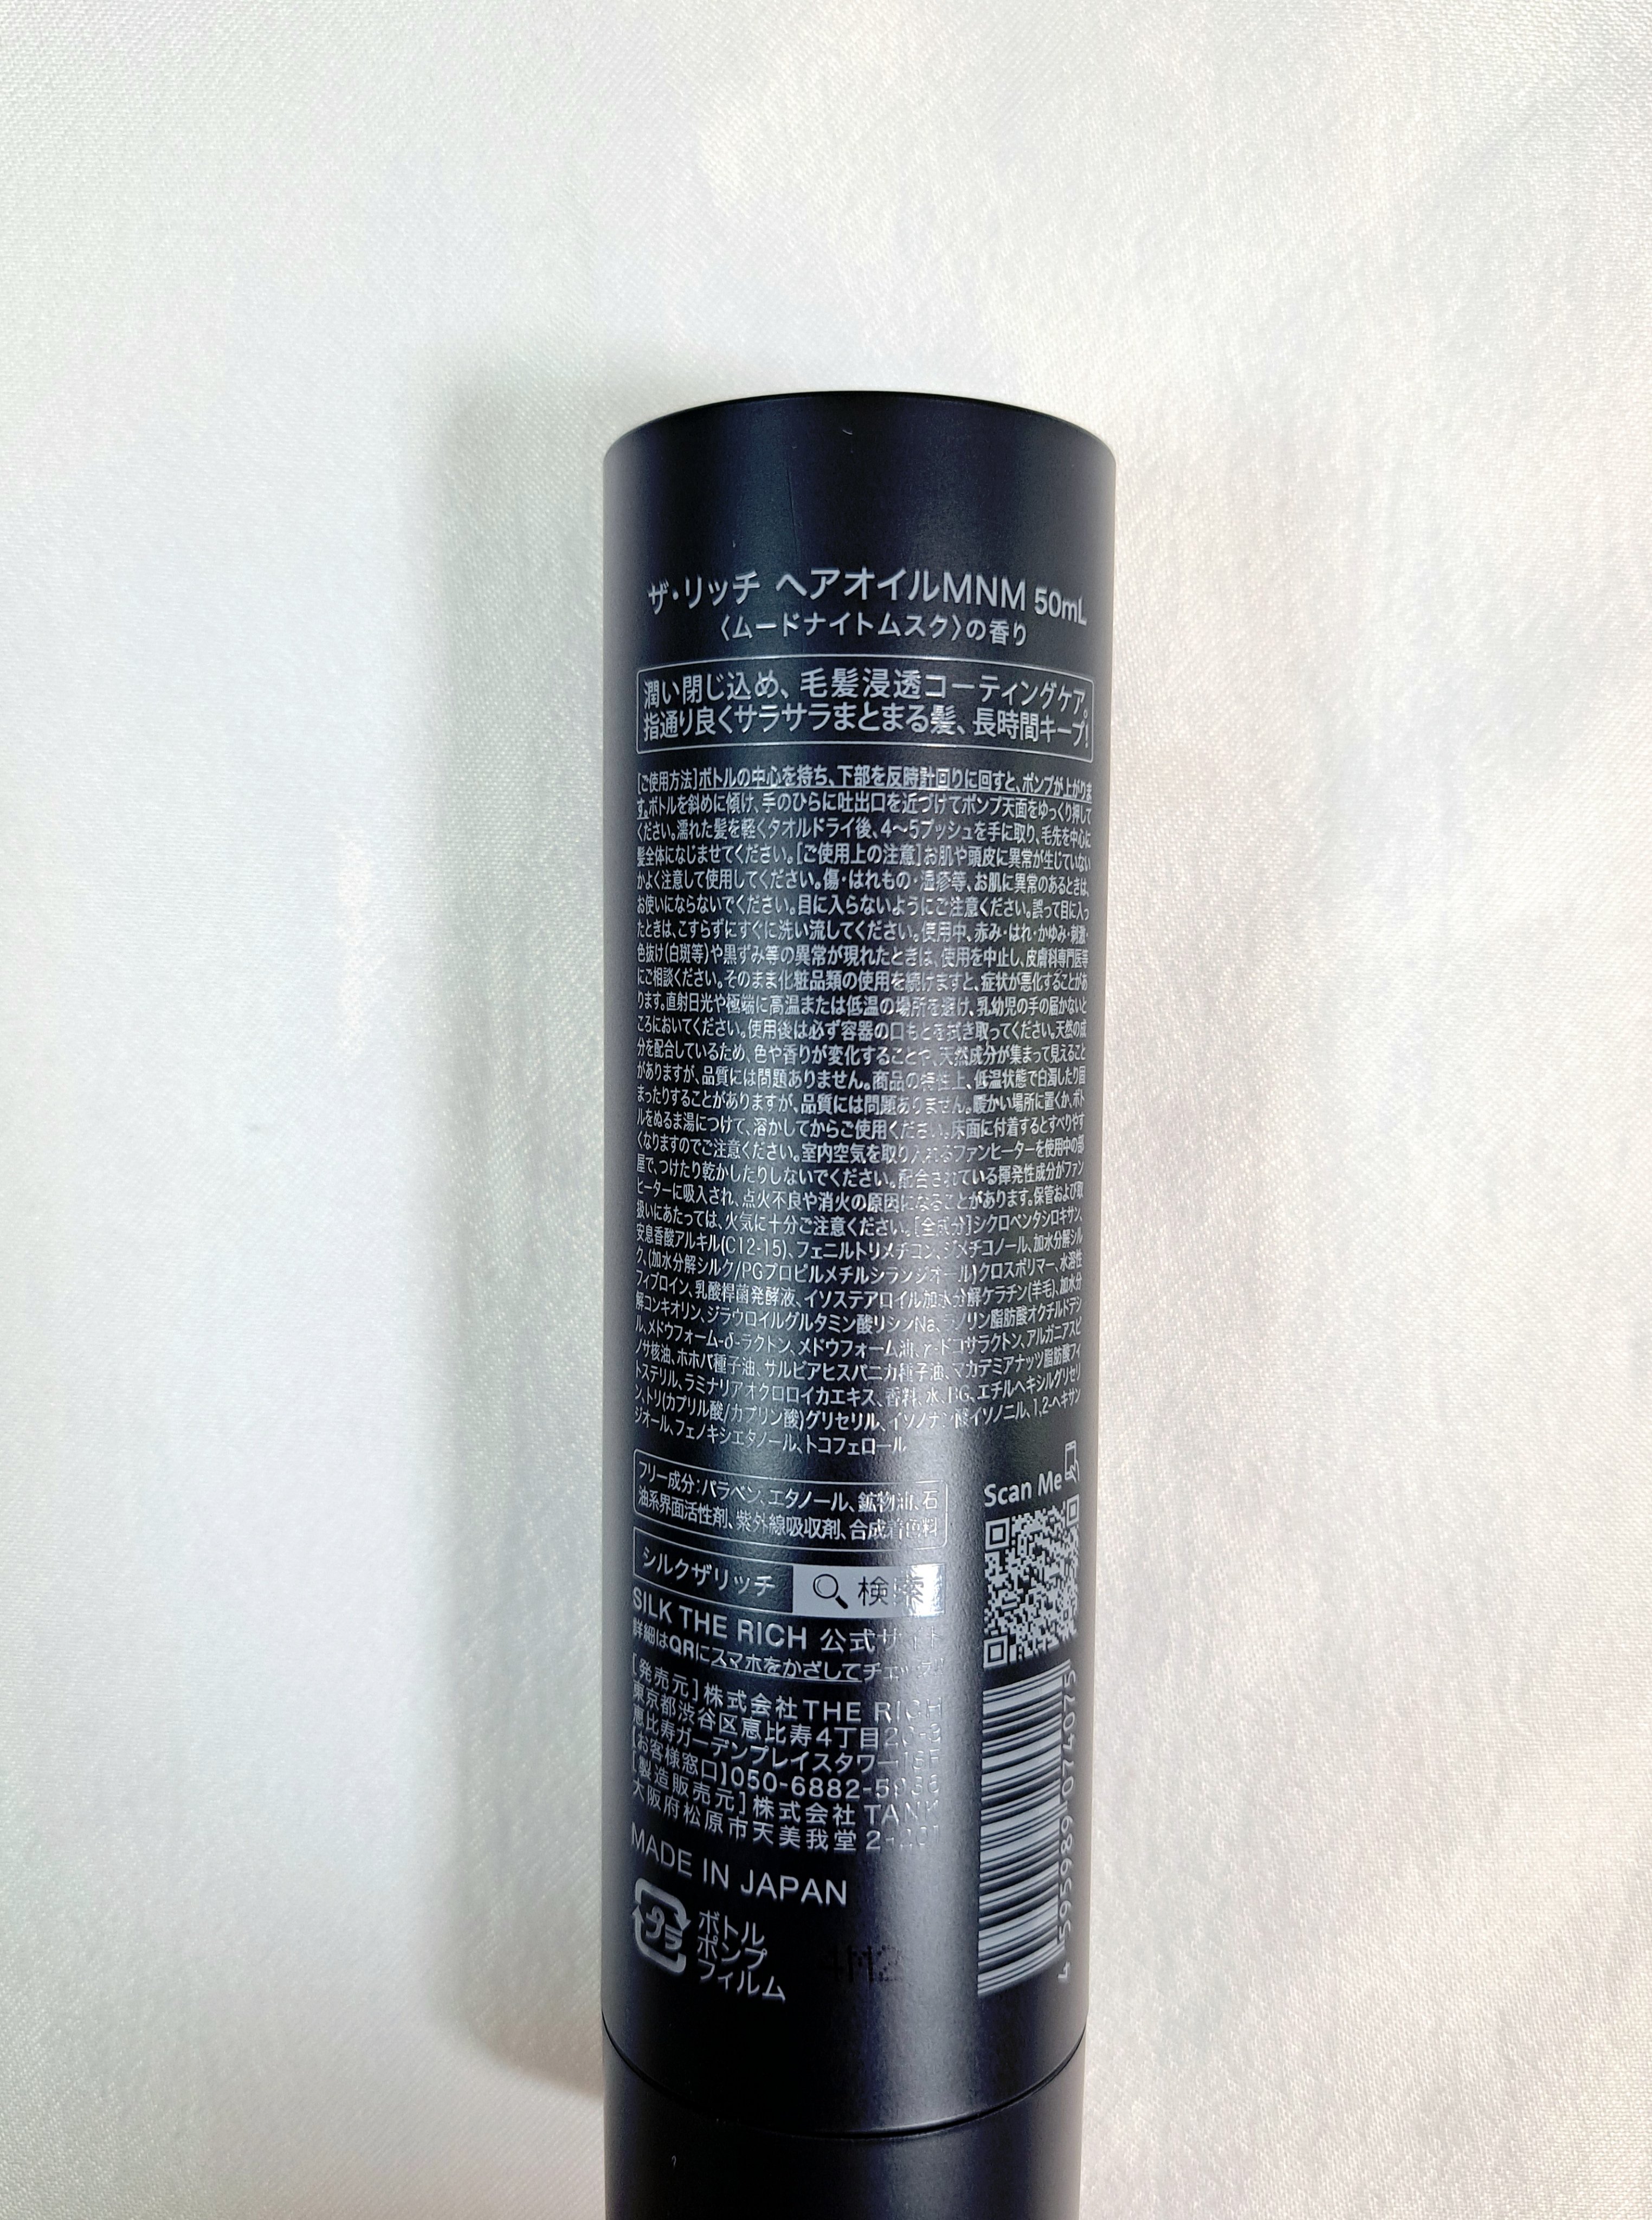 ザ・リッチ ヘアオイルMNM 50mL
〈ムードナイトムスク〉の香り
潤い閉じ込め、毛髪浸透コーティングケア。
指通り良くサラサラまとまる髪、長時間キープ!
[ご使用方法]ボトルの中心を持ち、下部を反時計回りに回すと、ポンプが上がりま
す。ボトルを斜めに傾け、手のひらに吐出口を近づけてポンプ天面をゆっくり押して
ください。濡れた髪を軽くタオルドライ後、4〜5プッシュを手に取り、毛先を中心に
髪全体になじませてください。[ご使用上の注意]お肌や頭皮に異常が生じていない
かよく注意して使用してください。傷・はれもの・湿疹等、お肌に異常のあるときは、
お使いにならないでください。目に入らないようにご注意ください。誤って目に入っ
たときは、こすらずにすぐに洗い流してください。使用中、赤み・はれ・かゆみ・刺激・
色抜け(白斑等)や黒ずみ等の異常が現れたときは、使用を中止し、皮膚科専門医等
にご相談ください。そのまま化粧品類の使用を続けますと、症状が悪化することがあ
ります。直射日光や極端に高温または低温の場所を避け、乳幼児の手の届かないと
ころにおいてください。使用後は必ず容器の口もとを拭き取ってください。天然の成
分を配合しているため、色や香りが変化することや、天然成分が集まって見えること
がありますが、品質には問題ありません。商品の特性上、低温状態で白濁したり固
まったりすることがありますが、品質には問題ありません。暖かい場所に置くか、ボト
ルをぬるま湯につけて、溶かしてからご使用ください。床面に付着するとすべりやす
くなりますのでご注意ください。室内空気を取り入れるファンヒーターを使用中の部
屋で、つけたり乾かしたりしないでください。配合されている揮発性成分がファン
ヒーターに吸入され、点火不良や消火の原因になることがあります。保管および取
扱いにあたっては、火気に十分ご注意ください。[全成分]シクロペンタシロキサン、
安息香酸アルキル(C12-15)、フェニルトリメチコン、ジメチコノール、加水分解シル
ク、(加水分解シルク/PGプロピルメチルシランジオール)クロスポリマー、水溶性
フィブロイン、乳酸桿菌発酵液、イソステアロイル加水分解ケラチン(羊毛)、加水分
解コンキオリン、ジラウロイルグルタミン酸リシンNa、ラノリン脂肪酸オクチルドデシ
ル、メドウフォーム-δ-ラクトン、メドウフォーム油、γ-ドコサラクトン、アルガニアスピ
ノサ核油、ホホバ種子油、サルビアヒスパニカ種子油、マカデミアナッツ脂肪酸フィ
トステリル、ラミナリアオクロロイカエキス、香料、水、BG、エチルヘキシルグリセリ
ン、トリ(カプリル酸/カプリン酸)グリセリル、イソノナン酸イソノニル、1,2-ヘキサン
ジオール、フェノキシエタノール、トコフェロール
フリー成分：パラベン、エタノール、鉱物油、石
油系界面活性剤、紫外線吸収剤、合成着色料
シルクザリッチ 検索
SILK THE RICH 公式サイト
詳細はQRにスマホをかざしてチェック!
[発売元]株式会社THE RICH
東京都渋谷区恵比寿4丁目
恵比寿ガーデンプレイスタワー
[お客様窓口]050-6882-
[製造販売元]株式会社 TANK
大阪府松原市天美我堂
MADE IN JAPAN
プラ
ボトル
ポンプ
フィルム
Scan Me
4 595989 074075